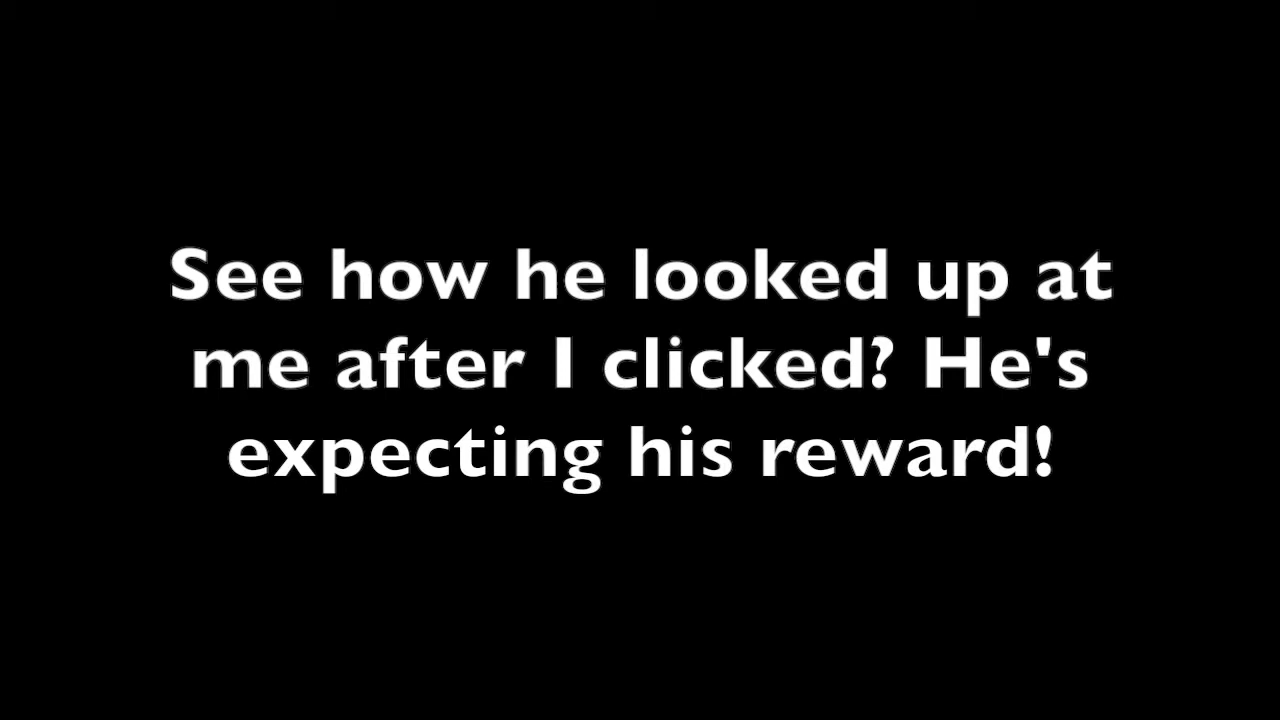 See how he looked up at
me after I clicked? He's
expecting his reward!